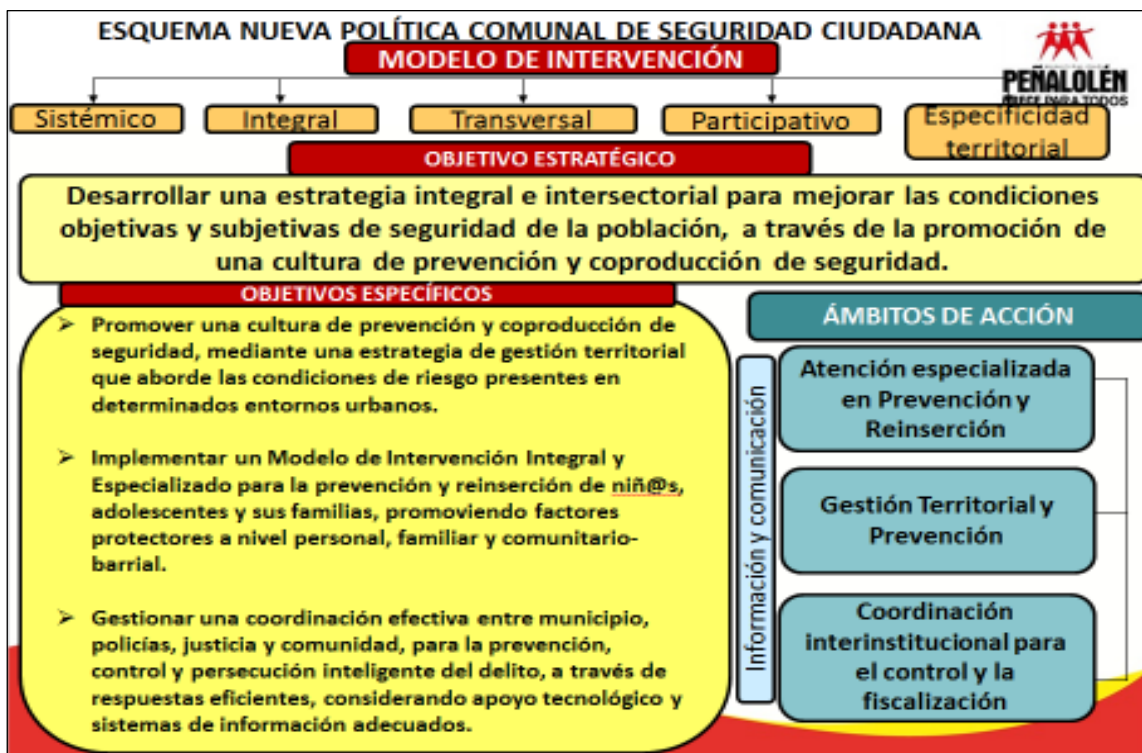 ESQUEMA NUEVA POLÍTICA COMUNAL DE SEGURIDAD CIUDADANA
MODELO DE INTERVENCIÓN
PEÑALOLÉN
PARA TODOS
Sistémico
Integral
Transversal
Participativo
Especificidad
territorial
OBJETIVO ESTRATÉGICO
Desarrollar una estrategia integral e intersectorial para mejorar las condiciones
objetivas y subjetivas de seguridad de la población, a través de la promoción de
una cultura de prevención y coproducción de seguridad.
OBJETIVOS ESPECÍFICOS
➢ Promover una cultura de prevención y coproducción de
seguridad, mediante una estrategia de gestión territorial
que aborde las condiciones de riesgo presentes en
determinados entornos urbanos.
➢ Implementar un Modelo de Intervención Integral y
Especializado para la prevención y reinserción de niñ@s,
adolescentes y sus familias, promoviendo factores
protectores a nivel personal, familiar y comunitario-
barrial.
➢ Gestionar una coordinación efectiva entre municipio,
policías, justicia y comunidad, para la prevención,
control y persecución inteligente del delito, a través de
respuestas eficientes, considerando apoyo tecnológico y
sistemas de información adecuados.
ÁMBITOS DE ACCIÓN
Información y comunicación
Atención especializada
en Prevención y
Reinserción
Gestión Territorial y
Prevención
Coordinación
interinstitucional para
el control y la
fiscalización